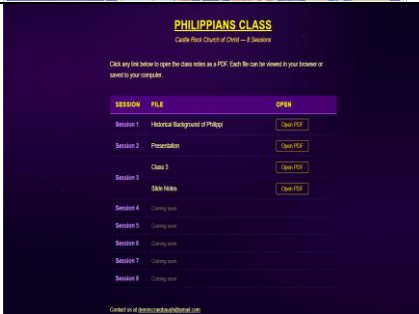 PHILIPPIANS CLASS
Castle Rock Church of Christ — 8 Sessions
Click any link below to open the class notes as a PDF. Each file can be viewed in your browser or
saved to your computer.
SESSION FILE OPEN
Session 1 Historical Background of Philippi Open PDF
Session 2 Presentation Open PDF
Session 3
Class 3 Open PDF
Slide Notes Open PDF
Session 4 Coming soon
Session 5 Coming soon
Session 6 Coming soon
Session 7 Coming soon
Session 8 Coming soon
Contact us at